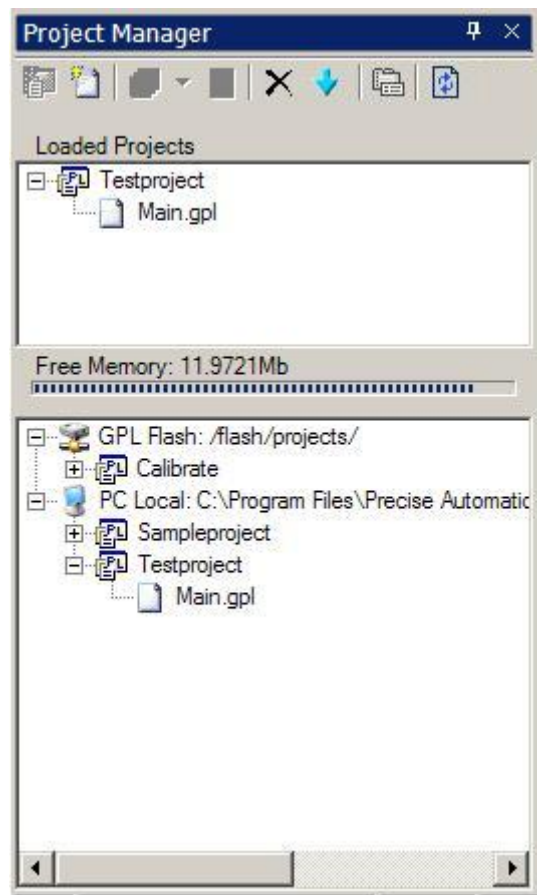 Project Manager
Loaded Projects
Testproject
Main.gpl
Free Memory: 11.9721Mb
GPL Flash: /flash/projects/
Calibrate
PC Local: C:\Program Files\Precise Automatic
Sampleproject
Testproject
Main.gpl